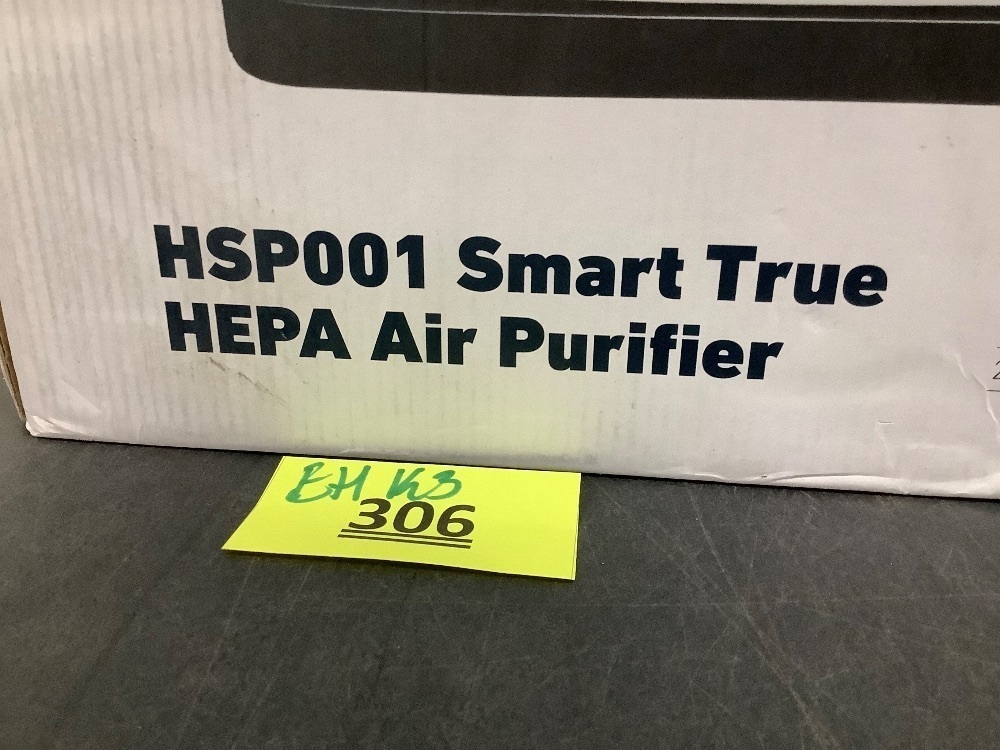 HSP001 Smart True
HEPA Air Purifier
EH K3
306